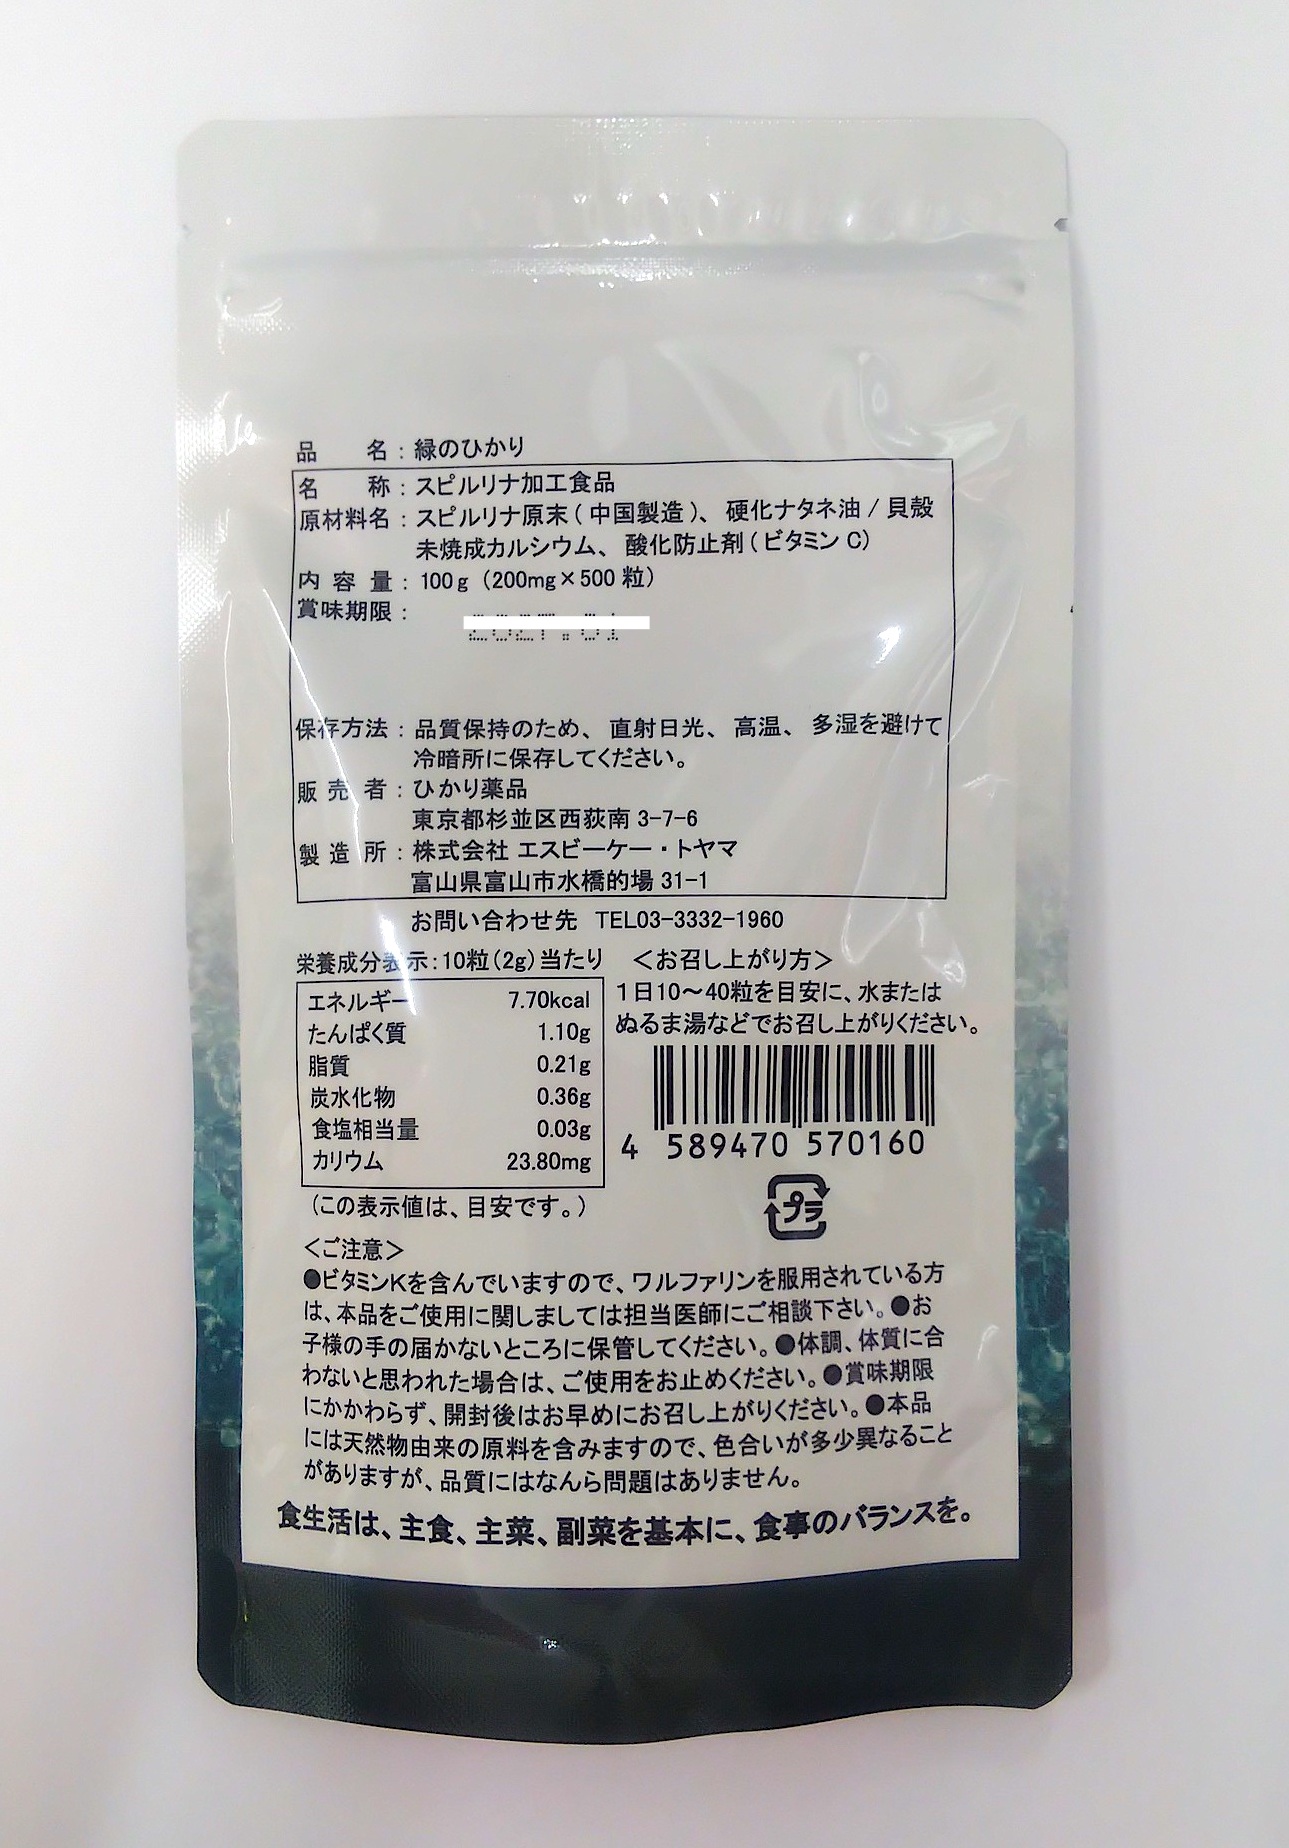 品　名：緑のひかり
名　称：スピルリナ加工食品
原材料名：スピルリナ原末（中国製造）、硬化ナタネ油 / 貝殻
未焼成カルシウム、酸化防止剤（ビタミンC）
内容量：100g（200mg×500粒）
賞味期限：
保存方法：品質保持のため、直射日光、高温、多湿を避けて
冷暗所に保存してください。
販売者：ひかり薬品
東京都杉並区西荻南 3-7-6
製造所：株式会社 エスビーケー・トヤマ
富山県富山市水橋的場 31-1
お問い合わせ先 TEL03-3332-1960
栄養成分表示：10粒（2g）当たり
エネルギー 7.70kcal
たんぱく質 1.10g
脂質 0.21g
炭水化物 0.36g
食塩相当量 0.03g
カリウム 23.80mg
（この表示値は、目安です。）
＜お召し上がり方＞
1日10～40粒を目安に、水または
ぬるま湯などでお召し上がりください。
4 589470 570160
プラ
＜ご注意＞
●ビタミンKを含んでいますので、ワルファリンを服用されている方
は、本品をご使用に関しましては担当医師にご相談下さい。●お
子様の手の届かないところに保管してください。●体調、体質に合
わないと思われた場合は、ご使用をお止めください。●賞味期限
にかかわらず、開封後はお早めにお召し上がりください。●本品
には天然物由来の原料を含みますので、色合いが多少異なること
がありますが、品質にはなんら問題はありません。
食生活は、主食、主菜、副菜を基本に、食事のバランスを。